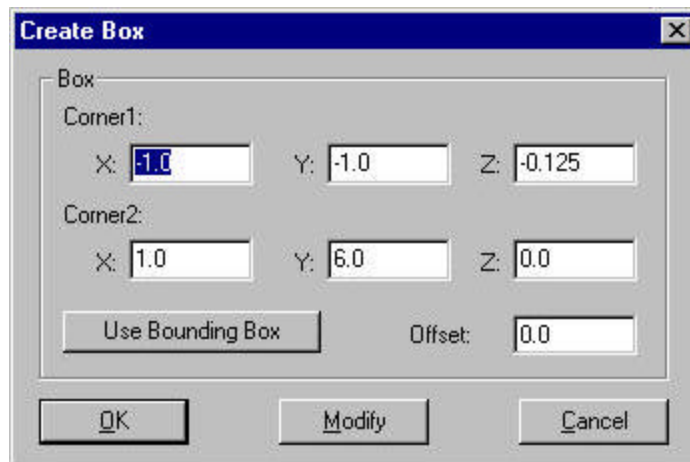 Create Box
Box
Corner1:
X: -1.0 Y: -1.0 Z: -0.125
Corner2:
X: 1.0 Y: 6.0 Z: 0.0
Use Bounding Box Offset: 0.0
OK Modify Cancel